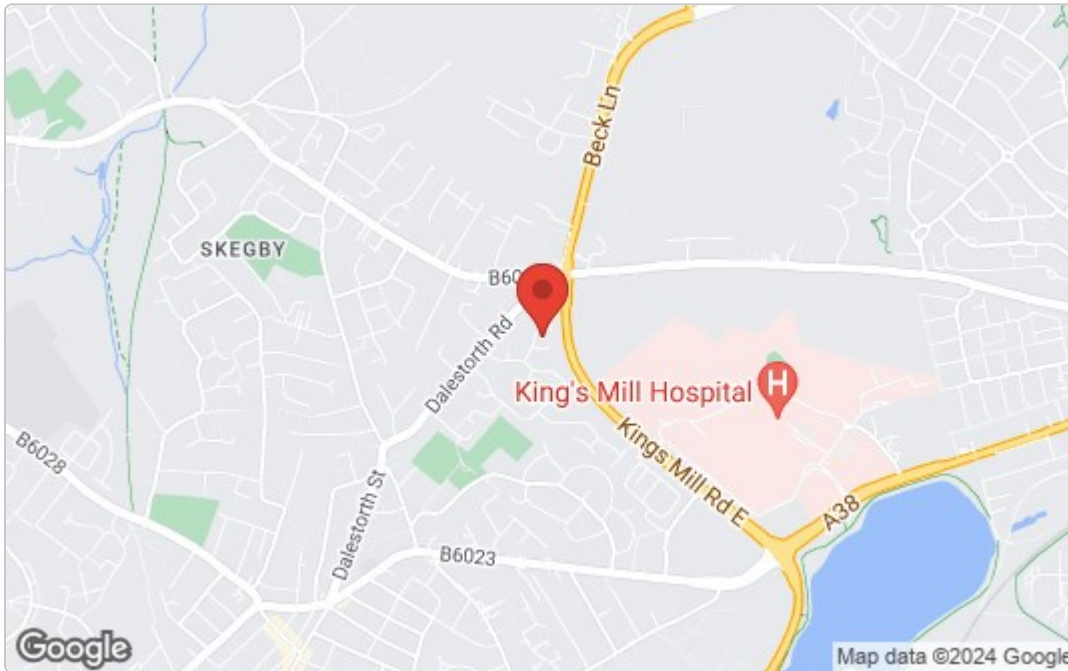 Beck Ln
SKEGBY
B60
Dalestorth Rd
King's Mill Hospital
H
Kings Mill Rd E
B6028
A38
Dalestorth St
B6023
Google
Map data ©2024 Google